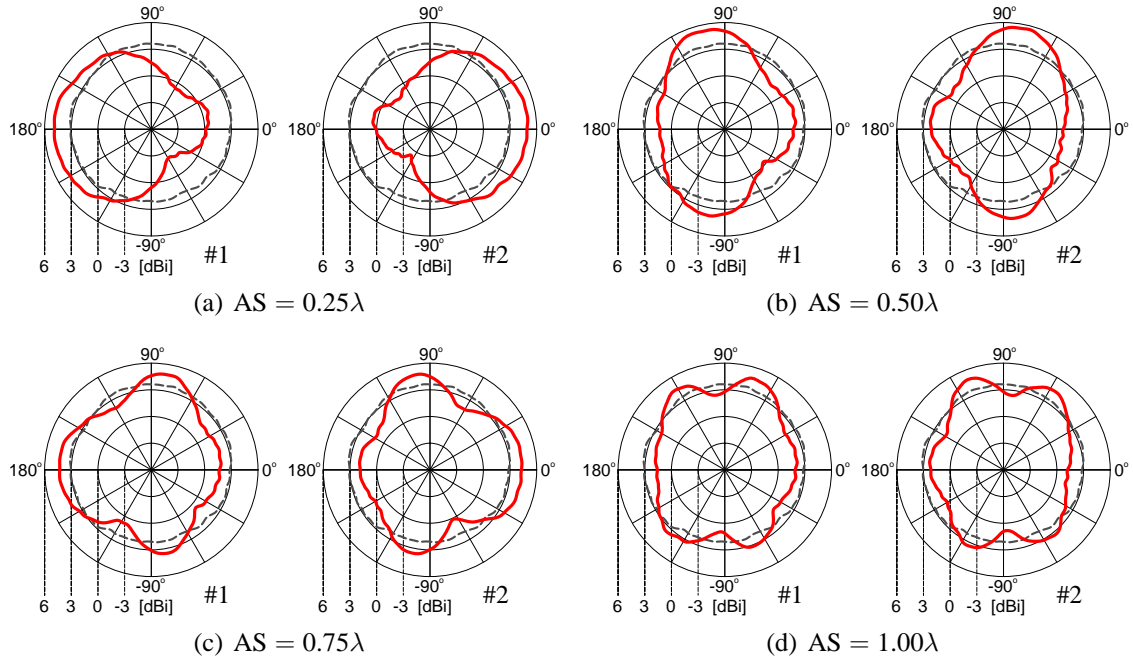 90° 90° 90° 90°
180° 0° 180° 0° 180° 0° 180° 0°
-90° -90° -90° -90°
#1 #2 #1 #2
6 3 0 -3 [dBi] 6 3 0 -3 [dBi] 6 3 0 -3 [dBi] 6 3 0 -3 [dBi]
(a) AS = 0.25λ (b) AS = 0.50λ
90° 90° 90° 90°
180° 0° 180° 0° 180° 0° 180° 0°
-90° -90° -90° -90°
#1 #2 #1 #2
6 3 0 -3 [dBi] 6 3 0 -3 [dBi] 6 3 0 -3 [dBi] 6 3 0 -3 [dBi]
(c) AS = 0.75λ (d) AS = 1.00λ